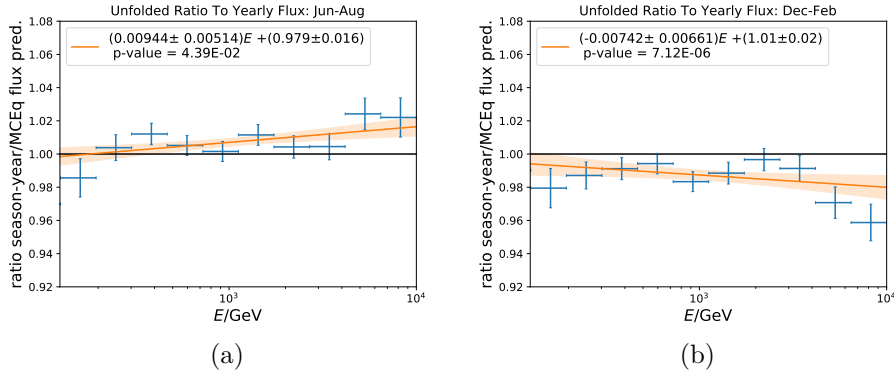 Unfolded Ratio To Yearly Flux: Jun-Aug
ratio season-year/MCEq flux pred.
1.08
1.06
1.04
1.02
1.00
0.98
0.96
0.94
0.92
(0.00944± 0.00514)E +(0.979±0.016)
p-value = 4.39E-02
10³
10⁴
E/GeV
(a)
Unfolded Ratio To Yearly Flux: Dec-Feb
ratio season-year/MCEq flux pred.
1.08
1.06
1.04
1.02
1.00
0.98
0.96
0.94
0.92
(-0.00742± 0.00661)E +(1.01±0.02)
p-value = 7.12E-06
10³
10⁴
E/GeV
(b)